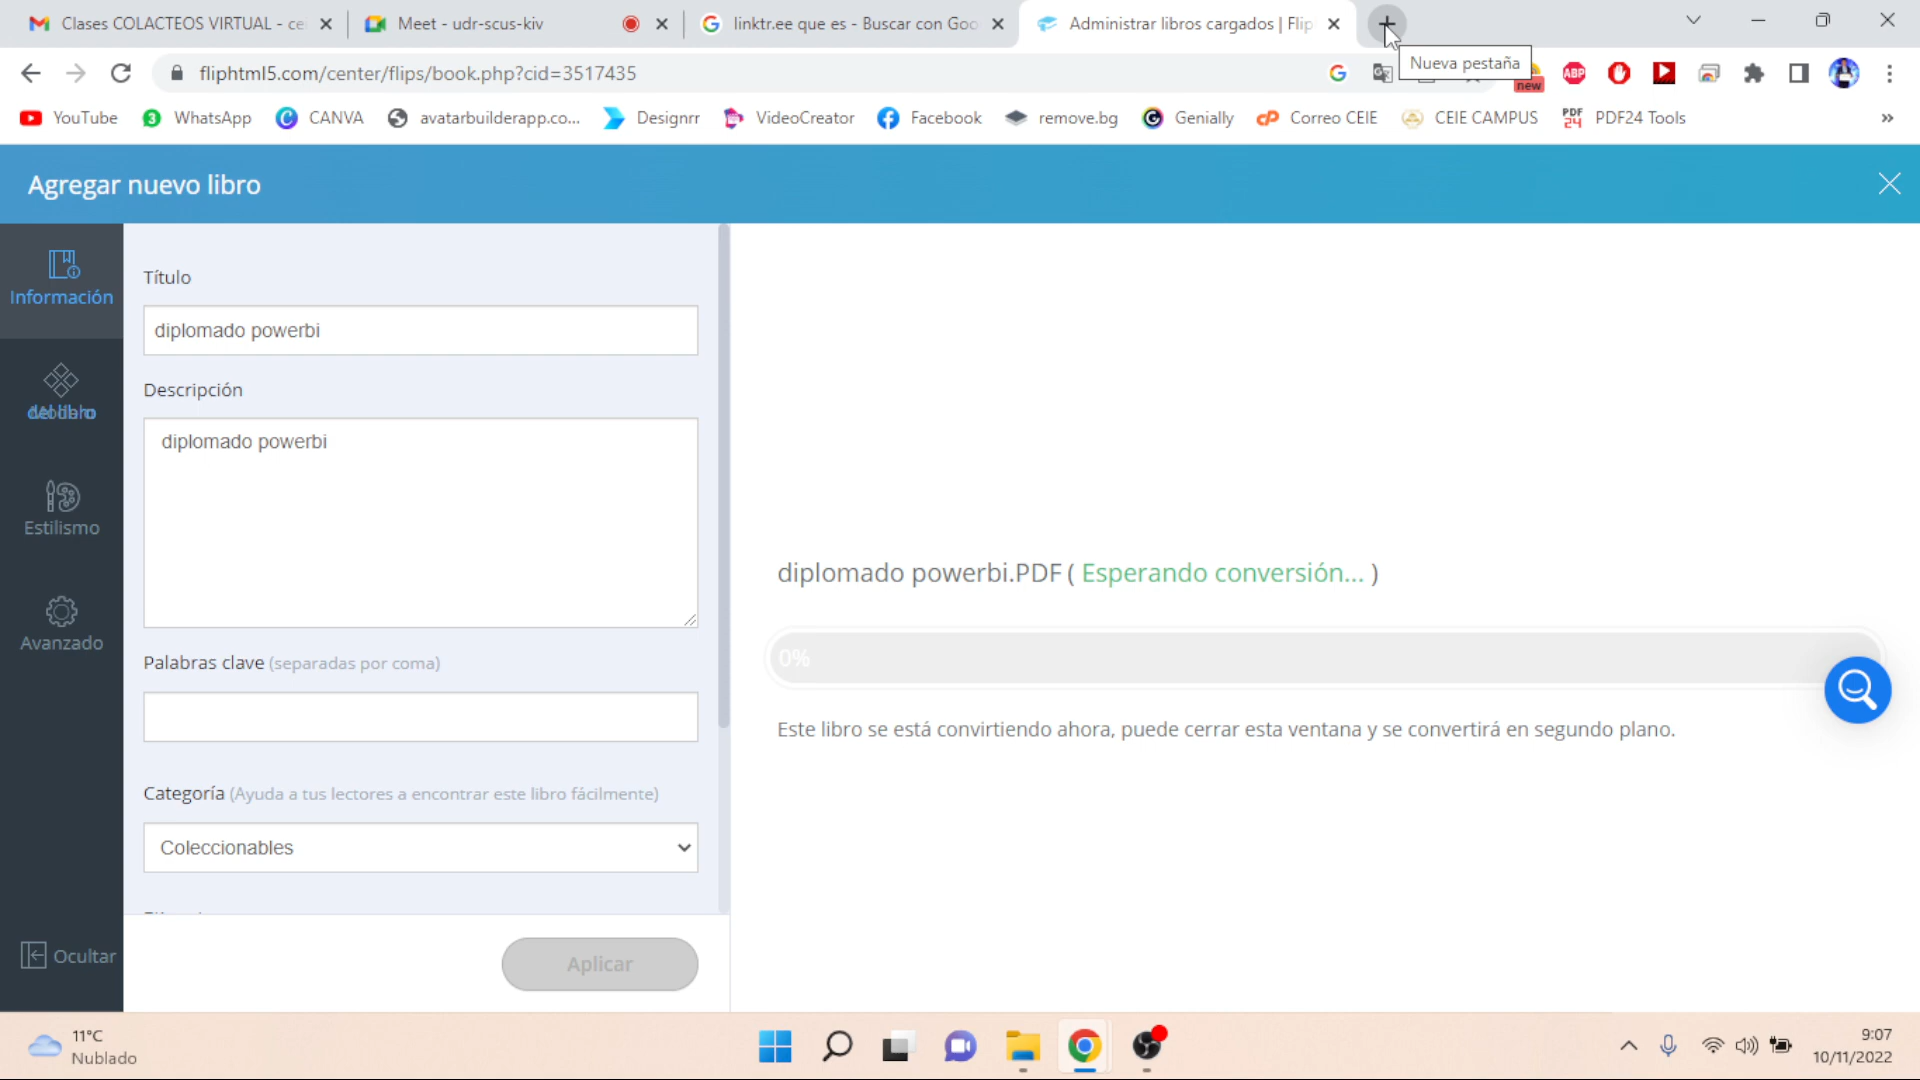 Clases COLACTEOS VIRTUAL - ce
Meet - udr-scus-kiv
linktr.ee que es - Buscar con Goo
Administrar libros cargados | Flip
Nueva pestaña
fliphtml5.com/center/flips/book.php?cid=3517435
ABP
new
YouTube
3
WhatsApp
CANVA
avatarbuilderapp.co...
Designrr
VideoCreator
Facebook
remove.bg
Genially
Correo CEIE
CEIE CAMPUS
PDF 24
PDF24 Tools
Agregar nuevo libro
Información
Título
diplomado powerbi
Descripción
diplomado powerbi
Estilismo
Avanzado
Palabras clave (separadas por coma)
Categoría (Ayuda a tus lectores a encontrar este libro fácilmente)
Coleccionables
Ocultar
Aplicar
diplomado powerbi.PDF ( Esperando conversión... )
0%
Este libro se está convirtiendo ahora, puede cerrar esta ventana y se convertirá en segundo plano.
11°C
Nublado
9:07
10/11/2022